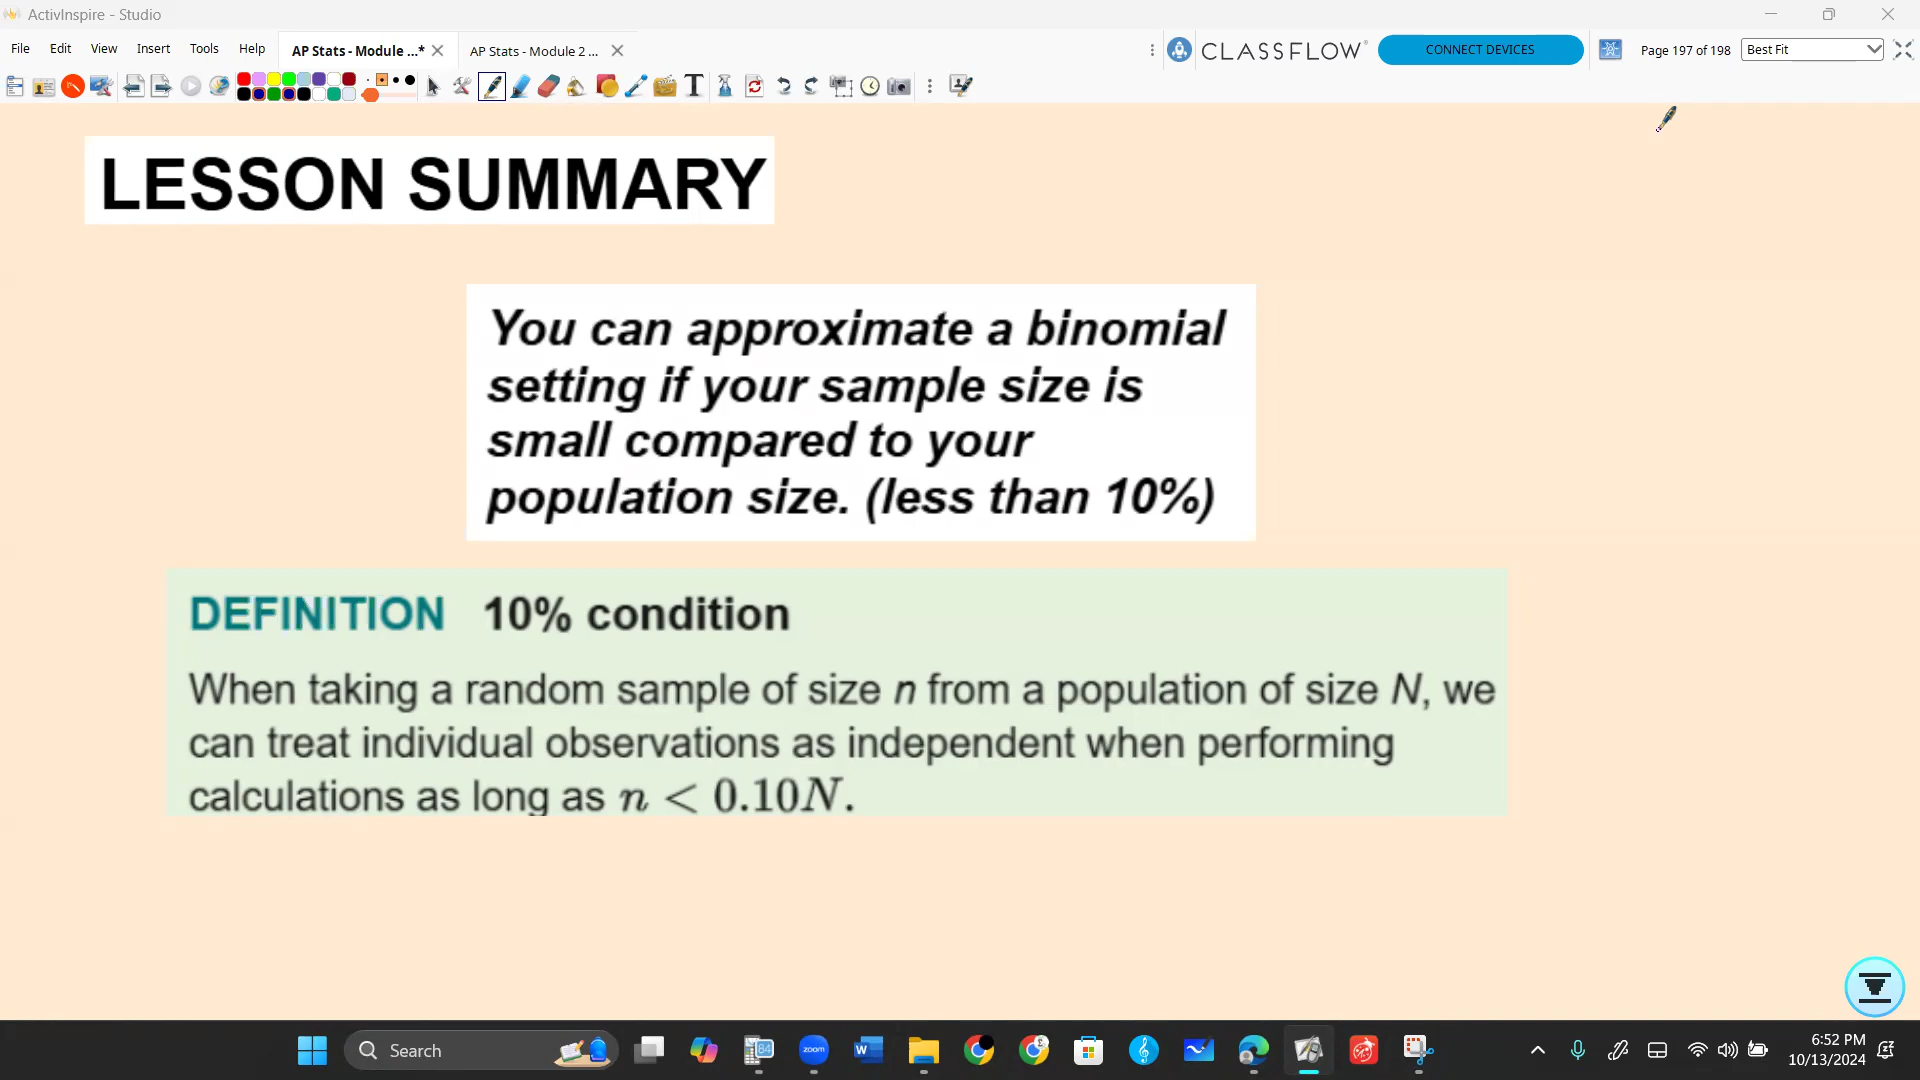 ActivInspire - Studio
File Edit View Insert Tools Help
AP Stats - Module ...*
AP Stats - Module 2 ...
CLASSFLOW
CONNECT DEVICES
Page 197 of 198
Best Fit
LESSON SUMMARY
You can approximate a binomial
setting if your sample size is
small compared to your
population size. (less than 10%)
DEFINITION 10% condition
When taking a random sample of size n from a population of size N, we
can treat individual observations as independent when performing
calculations as long as n < 0.10N.
Search
84
zoom
6:52 PM
10/13/2024